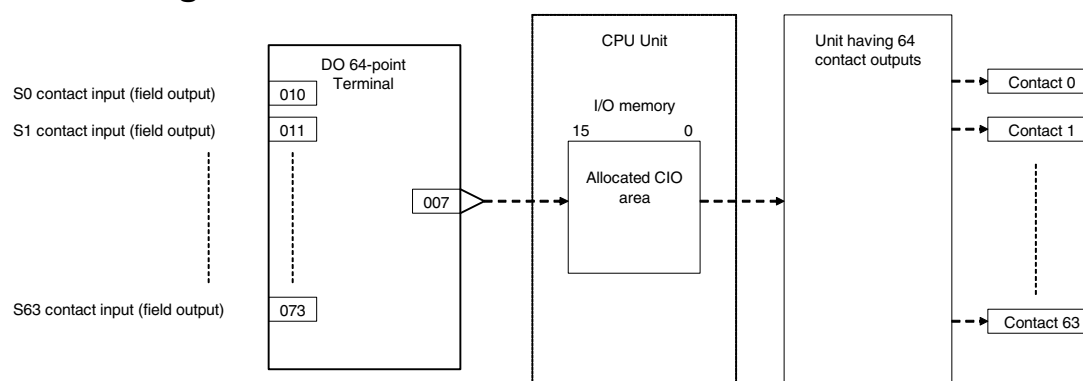 g
DO 64-point
Terminal
S0 contact input (field output)
010
S1 contact input (field output)
011
007
S63 contact input (field output)
073
CPU Unit
I/O memory
15 0
Allocated CIO
area
Unit having 64
contact outputs
Contact 0
Contact 1
Contact 63